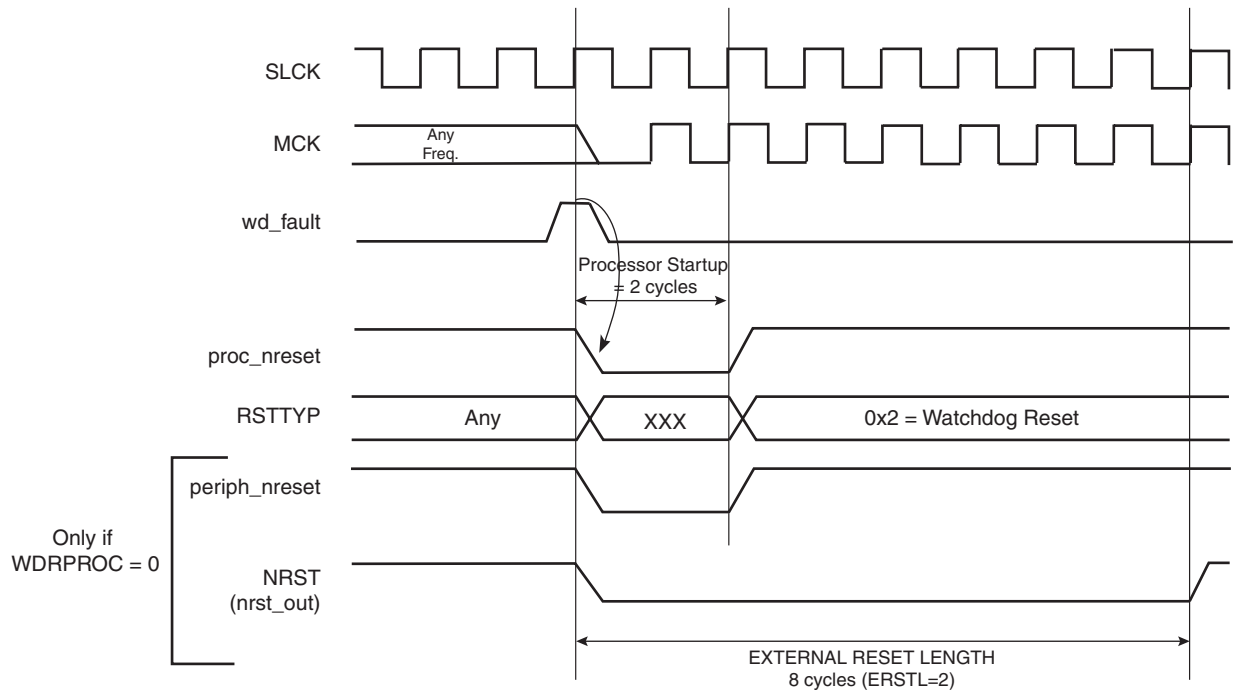 SLCK
MCK
Any
Freq.
wd_fault
Processor Startup
= 2 cycles
proc_nreset
RSTTYP
Any
XXX
0x2 = Watchdog Reset
periph_nreset
Only if
WDRPROC = 0
NRST
(nrst_out)
EXTERNAL RESET LENGTH
8 cycles (ERSTL=2)